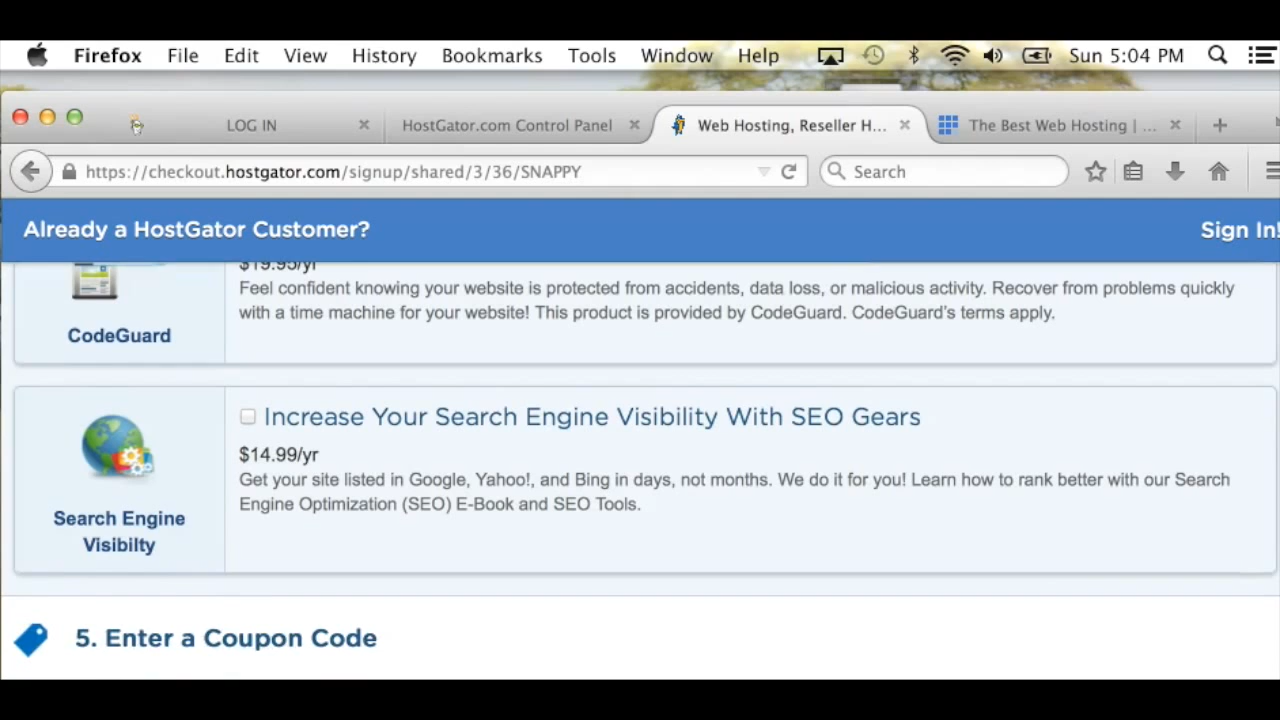 Firefox File Edit View History Bookmarks Tools Window Help Sun 5:04 PM
LOG IN HostGator.com Control Panel Web Hosting, Reseller H... The Best Web Hosting | ...
https://checkout.hostgator.com/signup/shared/3/36/SNAPPY Search
Already a HostGator Customer? Sign In!
$19.95/yr
Feel confident knowing your website is protected from accidents, data loss, or malicious activity. Recover from problems quickly
with a time machine for your website! This product is provided by CodeGuard. CodeGuard's terms apply.
CodeGuard
Increase Your Search Engine Visibility With SEO Gears
$14.99/yr
Get your site listed in Google, Yahoo!, and Bing in days, not months. We do it for you! Learn how to rank better with our Search
Engine Optimization (SEO) E-Book and SEO Tools.
Search Engine
Visibilty
5. Enter a Coupon Code